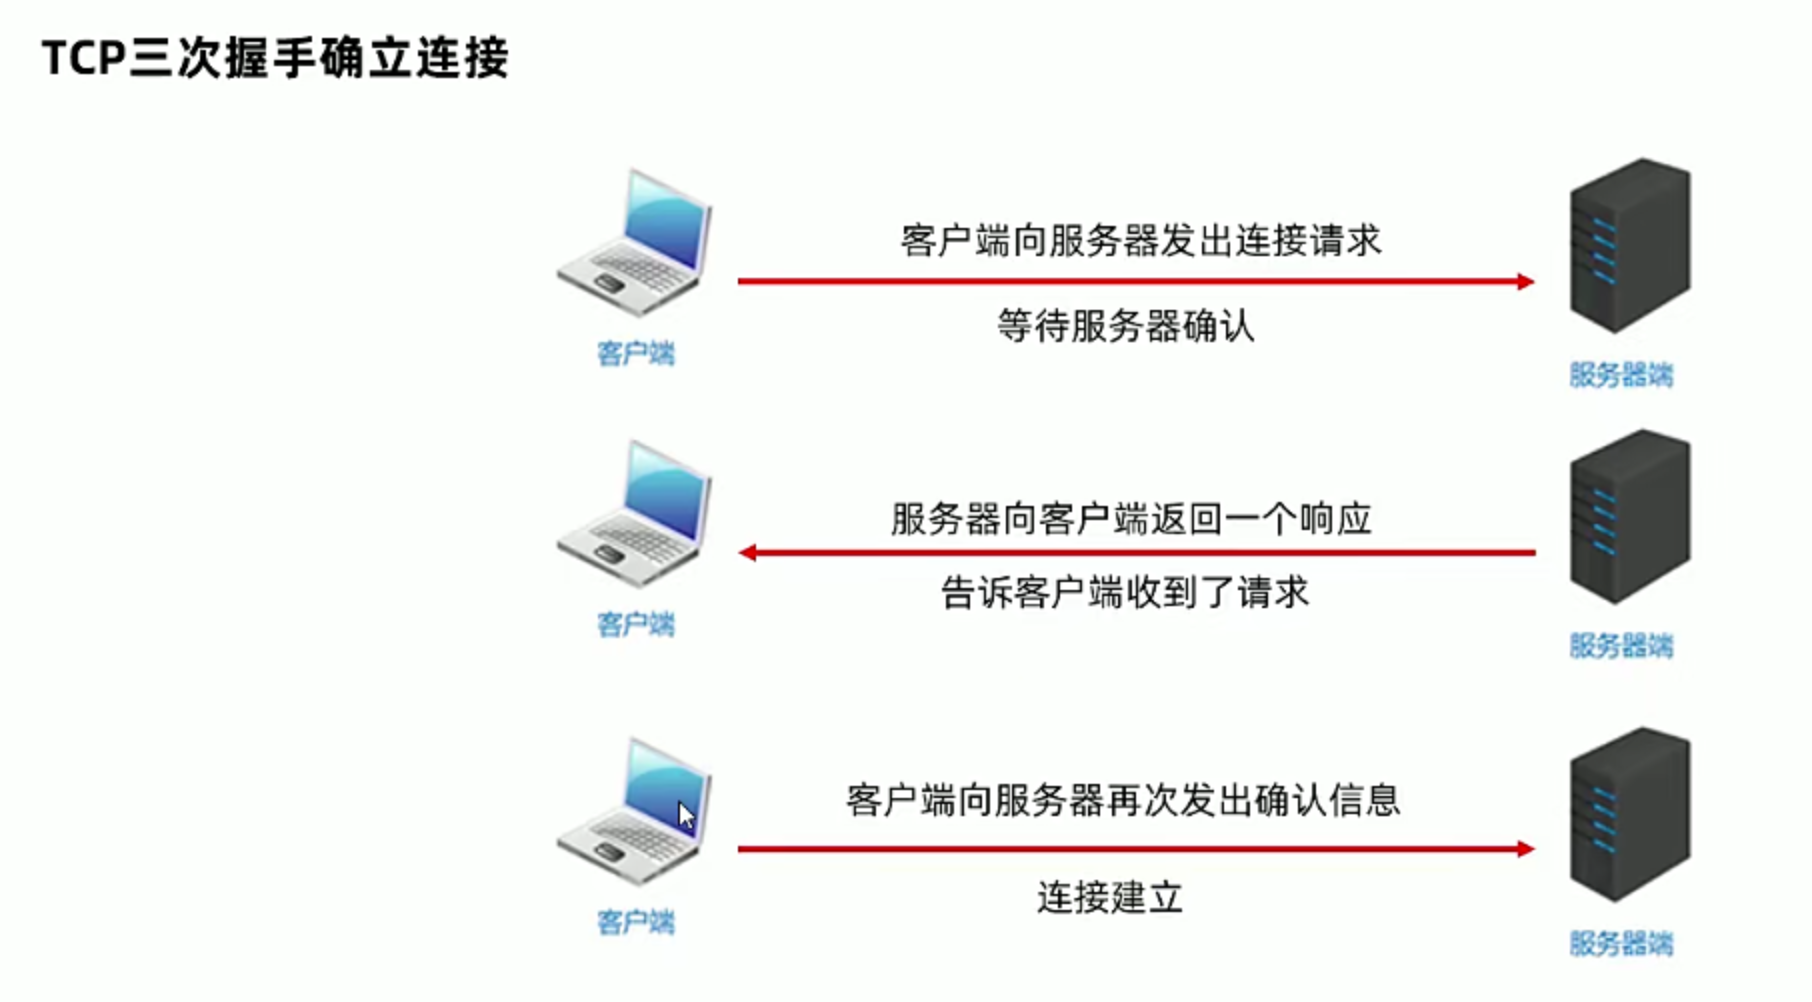 TCP三次握手确立连接
客户端向服务器发出连接请求
等待服务器确认
客户端
服务器端
服务器向客户端返回一个响应
告诉客户端收到了请求
客户端
服务器端
客户端向服务器再次发出确认信息
连接建立
客户端
服务器端